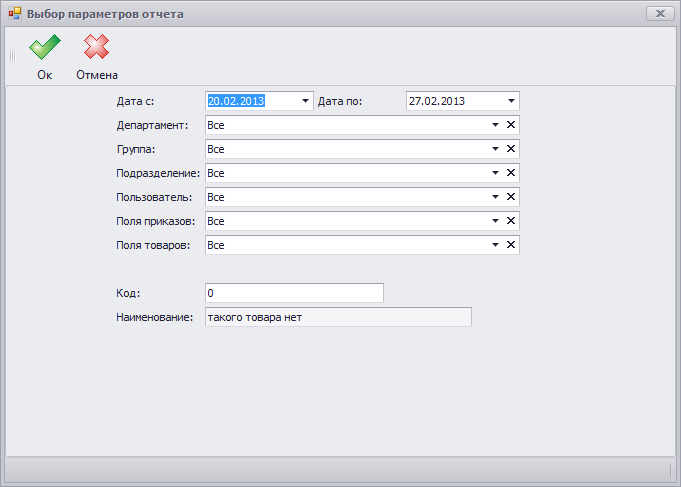 Выбор параметров отчета
Ок Отмена
Дата с: 20.02.2013 Дата по: 27.02.2013
Департамент: Все
Группа: Все
Подразделение: Все
Пользователь: Все
Поля приказов: Все
Поля товаров: Все
Код: 0
Наименование: такого товара нет